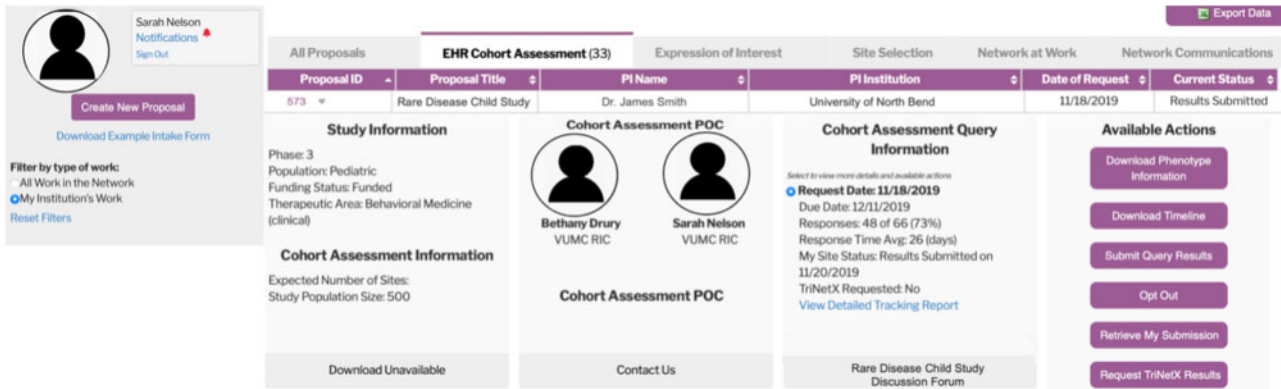 Sarah Nelson
Notifications
Sign Out
Create New Proposal
Download Example Intake Form
Filter by type of work:
All Work in the Network
My Institution's Work
Reset Filters
Export Data
All Proposals
EHR Cohort Assessment (33)
Expression of Interest
Site Selection
Network at Work
Network Communications
Proposal ID
Proposal Title
PI Name
PI Institution
Date of Request
Current Status
573
Rare Disease Child Study
Dr. James Smith
University of North Bend
11/18/2019
Results Submitted
Study Information
Phase: 3
Population: Pediatric
Funding Status: Funded
Therapeutic Area: Behavioral Medicine
(clinical)
Cohort Assessment Information
Expected Number of Sites:
Study Population Size: 500
Download Unavailable
Cohort Assessment POC
Bethany Drury
VUMC RIC
Sarah Nelson
VUMC RIC
Cohort Assessment POC
Contact Us
Cohort Assessment Query
Information
Select to view more details and available actions
Request Date: 11/18/2019
Due Date: 12/11/2019
Responses: 48 of 66 (73%)
Response Time Avg: 26 (days)
My Site Status: Results Submitted on
11/20/2019
TriNetX Requested: No
View Detailed Tracking Report
Rare Disease Child Study
Discussion Forum
Available Actions
Download Phenotype
Information
Download Timeline
Submit Query Results
Opt Out
Retrieve My Submission
Request TriNetX Results